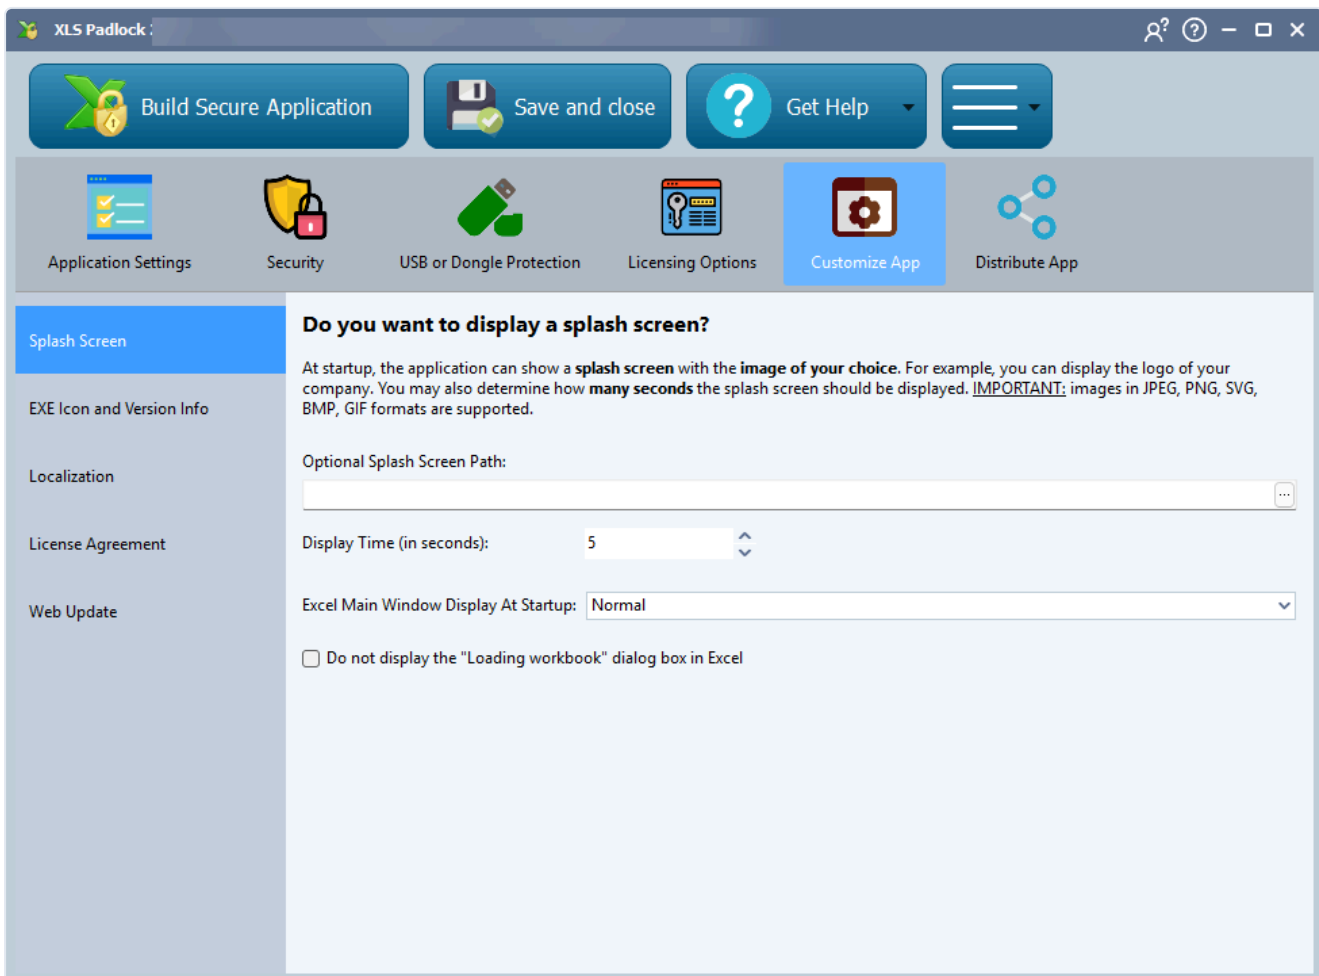 XLS Padlock
Build Secure Application
Save and close
Get Help
Application Settings
Security
USB or Dongle Protection
Licensing Options
Customize App
Distribute App
Splash Screen
EXE Icon and Version Info
Localization
License Agreement
Web Update
Do you want to display a splash screen?
At startup, the application can show a splash screen with the image of your choice. For example, you can display the logo of your
company. You may also determine how many seconds the splash screen should be displayed. IMPORTANT: images in JPEG, PNG, SVG,
BMP, GIF formats are supported.
Optional Splash Screen Path:
...
Display Time (in seconds): 5
Excel Main Window Display At Startup: Normal
Do not display the "Loading workbook" dialog box in Excel